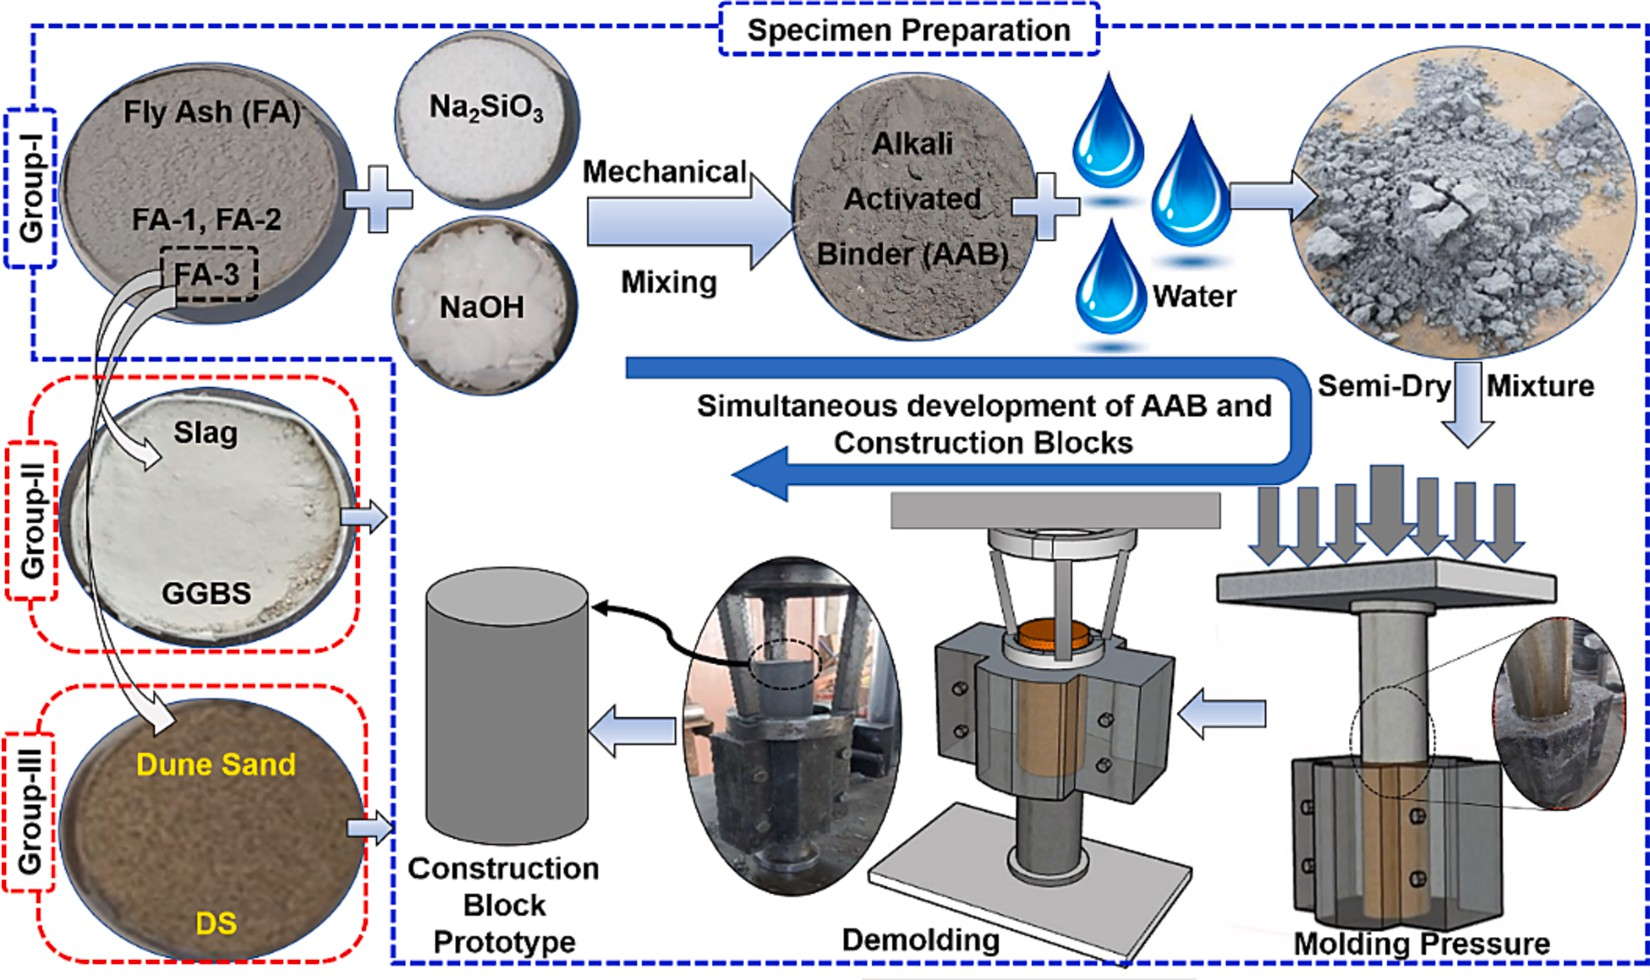 Specimen Preparation
Group-I
Fly Ash (FA)
FA-1, FA-2
FA-3
Na₂SiO₃
NaOH
Mechanical
Mixing
Alkali
Activated
Binder (AAB)
Water
Semi-Dry Mixture
Simultaneous development of AAB and
Construction Blocks
Group-II
Slag
GGBS
Group-III
Dune Sand
DS
Construction
Block
Prototype
Demolding
Molding Pressure